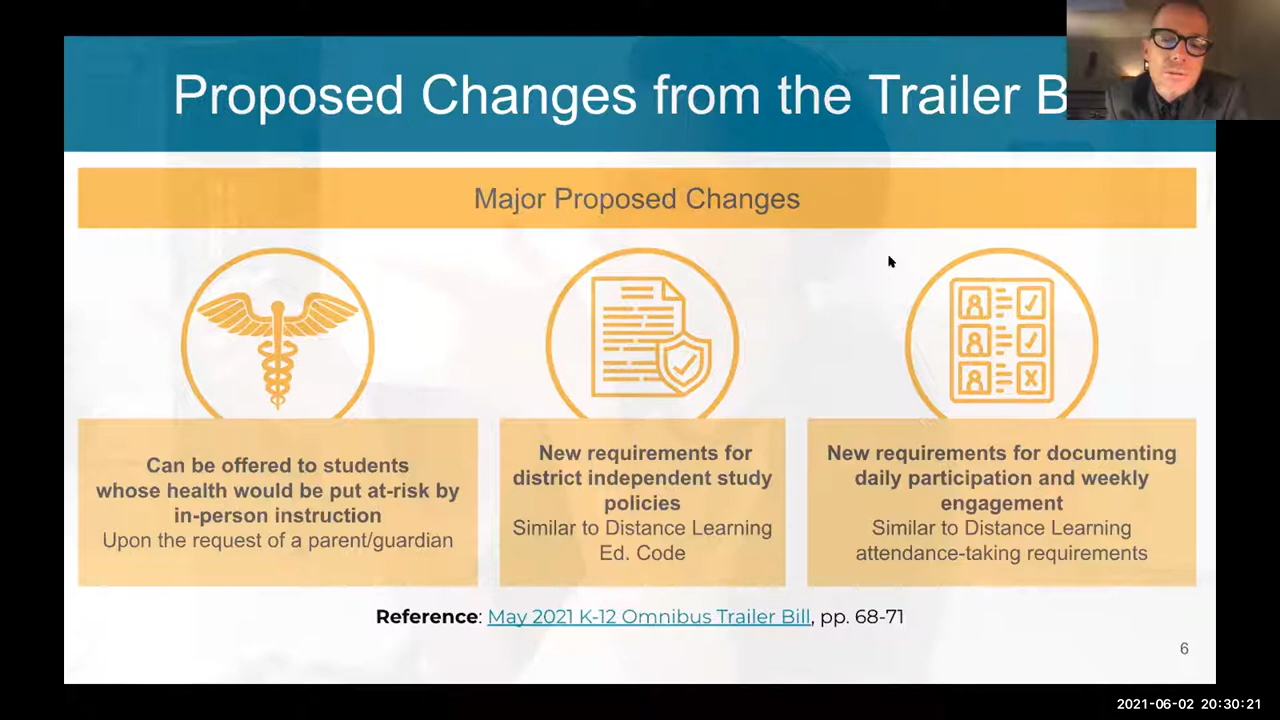 Proposed Changes from the Trailer B
Major Proposed Changes
Can be offered to students
whose health would be put at-risk by
in-person instruction
Upon the request of a parent/guardian
New requirements for
district independent study
policies
Similar to Distance Learning
Ed. Code
New requirements for documenting
daily participation and weekly
engagement
Similar to Distance Learning
attendance-taking requirements
Reference: May 2021 K-12 Omnibus Trailer Bill, pp. 68-71
6
2021-06-02 20:30:21